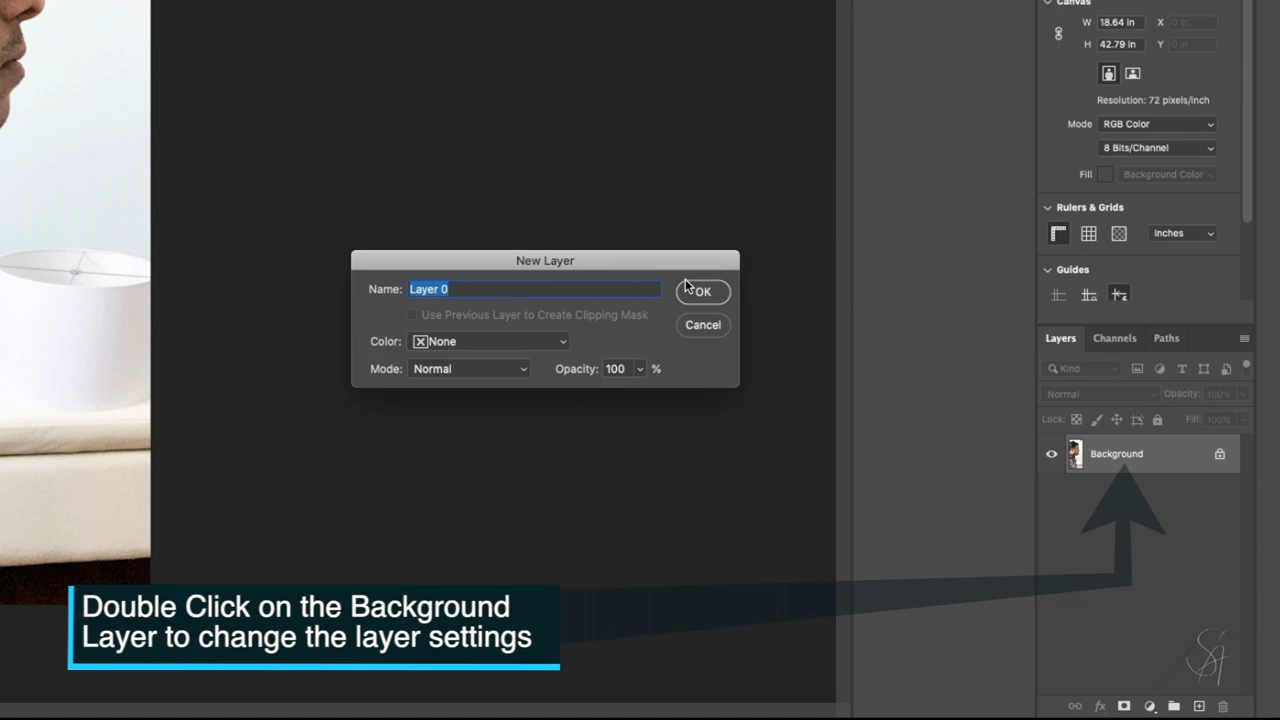 Canvas
W 18.64 in X 0 in
H 42.79 in Y 0 in
Resolution: 72 pixels/inch
Mode RGB Color
8 Bits/Channel
Fill Background Color
Rulers & Grids
Inches
Guides
New Layer
Name: Layer 0
OK
Use Previous Layer to Create Clipping Mask
Cancel
Color: None
Mode: Normal Opacity: 100 %
Layers Channels Paths
Kind
Normal Opacity: 100%
Lock: Fill: 100%
Background
Double Click on the Background
Layer to change the layer settings
fx